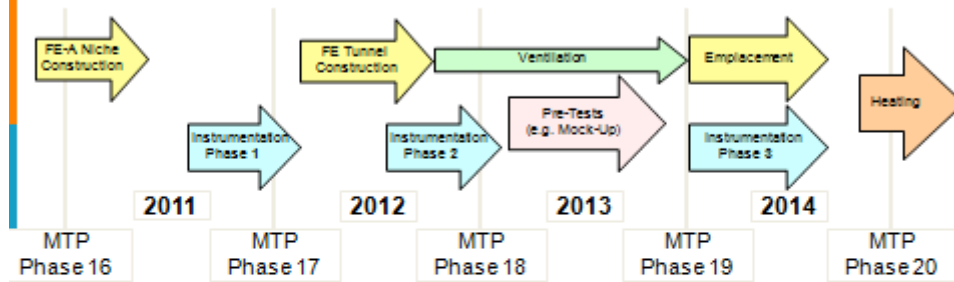 FE-A Niche
Construction
FE Tunnel
Construction
Ventilation
Emplacement
Heating
Pre-Tests
(e.g. Mock-Up)
Instrumentation
Phase 1
Instrumentation
Phase 2
Instrumentation
Phase 3
2011
2012
2013
2014
MTP
Phase 16
MTP
Phase 17
MTP
Phase 18
MTP
Phase 19
MTP
Phase 20